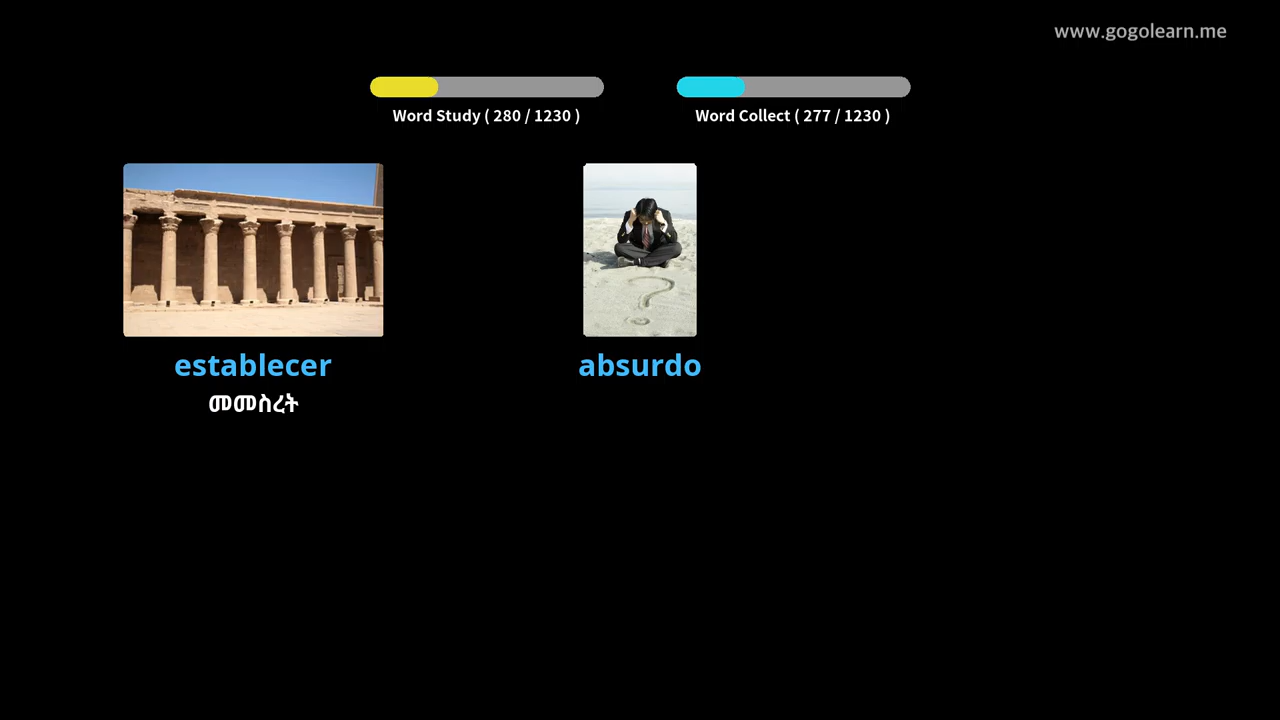 www.gogolearn.me
Word Study ( 280 / 1230 )
Word Collect ( 277 / 1230 )
establecer
መመስረት
absurdo